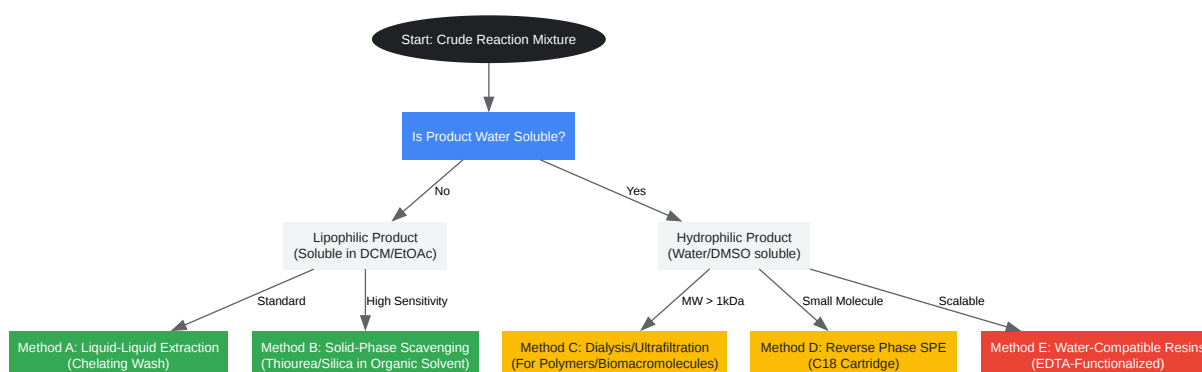 Start: Crude Reaction Mixture
Is Product Water Soluble?
No
Yes
Lipophilic Product
(Soluble in DCM/EtOAc)
Hydrophilic Product
(Water/DMSO soluble)
Standard
High Sensitivity
MW > 1kDa
Small Molecule
Scalable
Method A: Liquid-Liquid Extraction
(Chelating Wash)
Method B: Solid-Phase Scavenging
(Thiourea/Silica in Organic Solvent)
Method C: Dialysis/Ultrafiltration
(For Polymers/Biomacromolecules)
Method D: Reverse Phase SPE
(C18 Cartridge)
Method E: Water-Compatible Resins
(EDTA-Functionalized)